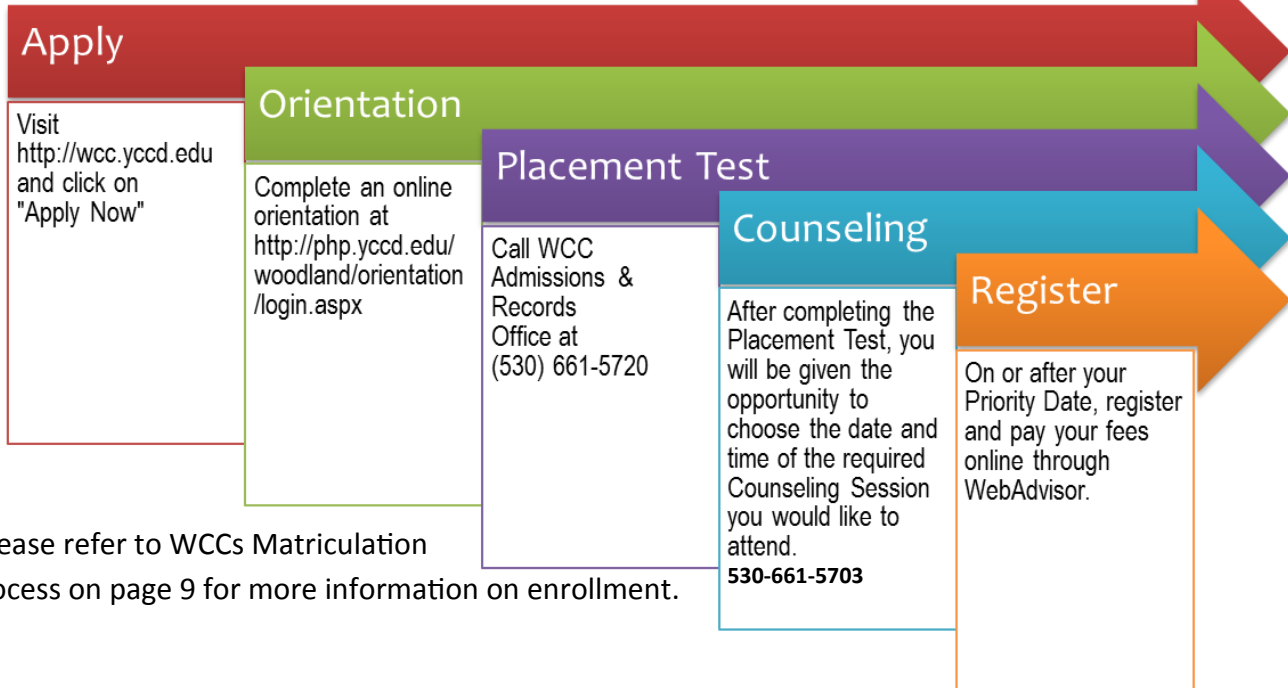 Apply
Visit
http://wcc.yccd.edu
and click on
"Apply Now"
Orientation
Complete an online
orientation at
http://php.yccd.edu/
woodland/orientation
/login.aspx
Placement Test
Call WCC
Admissions &
Records
Office at
(530) 661-5720
Counseling
After completing the
Placement Test, you
will be given the
opportunity to
choose the date and
time of the required
Counseling Session
you would like to
attend.
530-661-5703
Register
On or after your
Priority Date, register
and pay your fees
online through
WebAdvisor.
ease refer to WCCs Matriculation
ocess on page 9 for more information on enrollment.